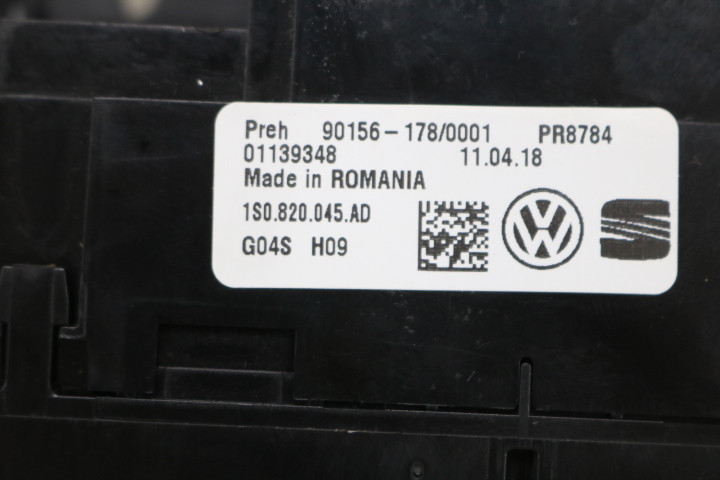 Preh 90156-178/0001 PR8784
01139348 11.04.18
Made in ROMANIA
1S0.820.045.AD
G04S H09